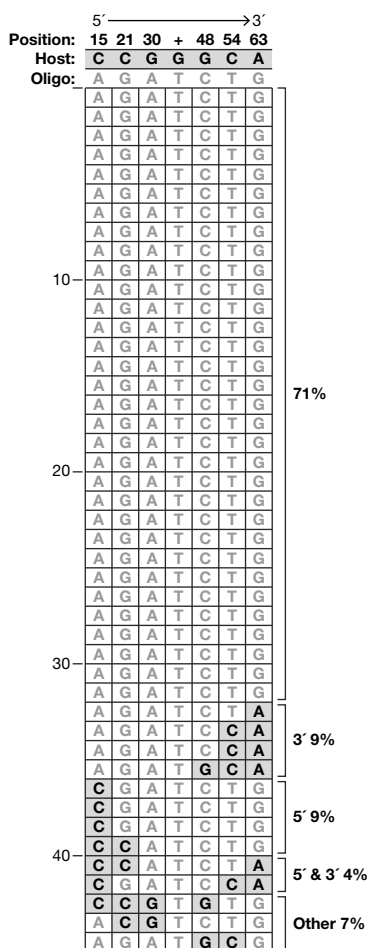 5´ 3´
Position: 15 21 30 + 48 54 63
Host: C C G G G C A
Oligo: A G A T C T G
A G A T C T G
A G A T C T G
A G A T C T G
A G A T C T G
A G A T C T G
A G A T C T G
A G A T C T G
A G A T C T G
A G A T C T G
A G A T C T G
10
A G A T C T G
A G A T C T G
A G A T C T G
A G A T C T G
A G A T C T G
A G A T C T G
71%
A G A T C T G
A G A T C T G
A G A T C T G
A G A T C T G
20
A G A T C T G
A G A T C T G
A G A T C T G
A G A T C T G
A G A T C T G
A G A T C T G
A G A T C T G
A G A T C T G
A G A T C T G
A G A T C T G
30
A G A T C T G
A G A T C T G
A G A T C T A
A G A T C C A
3´ 9%
A G A T C C A
A G A T G C A
C G A T C T G
C G A T C T G
5´ 9%
C G A T C T G
C C A T C T G
40
C C A T C T A
5´ & 3´ 4%
C G A T C C A
C C G T G T G
A C G T C T G Other 7%
A G A T G C G